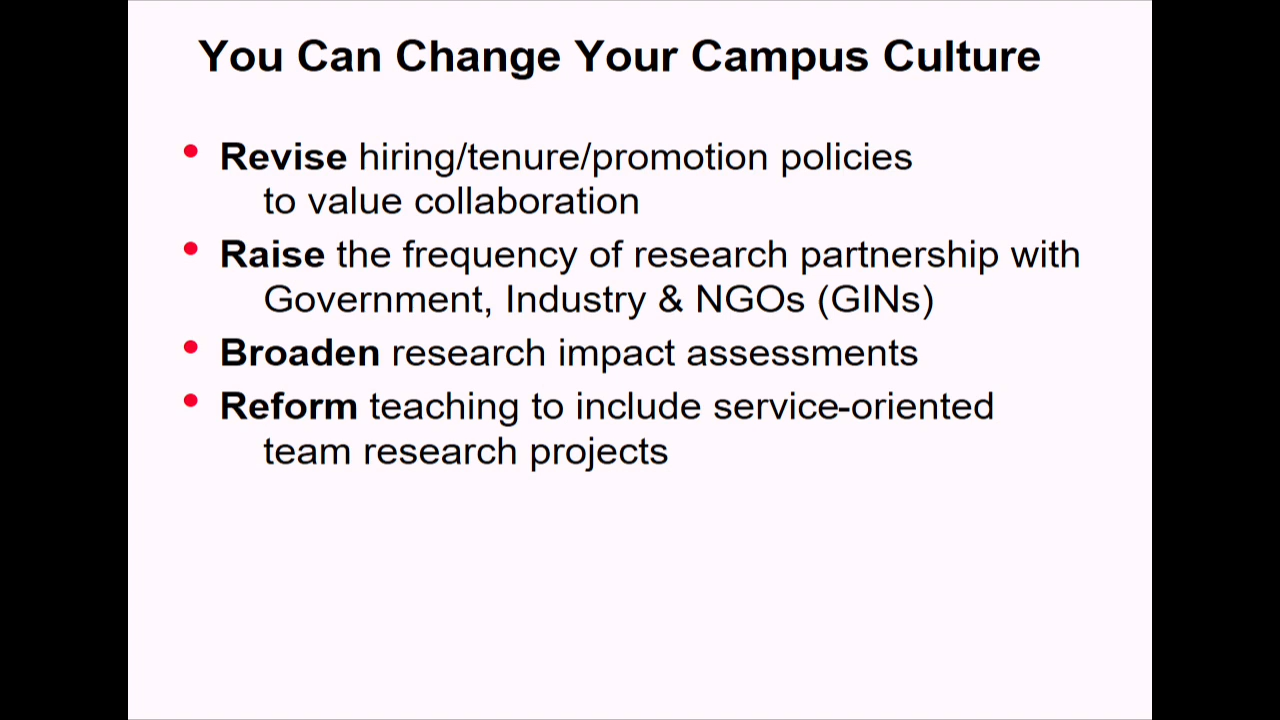 You Can Change Your Campus Culture
• Revise hiring/tenure/promotion policies
to value collaboration
• Raise the frequency of research partnership with
Government, Industry & NGOs (GINs)
• Broaden research impact assessments
• Reform teaching to include service-oriented
team research projects